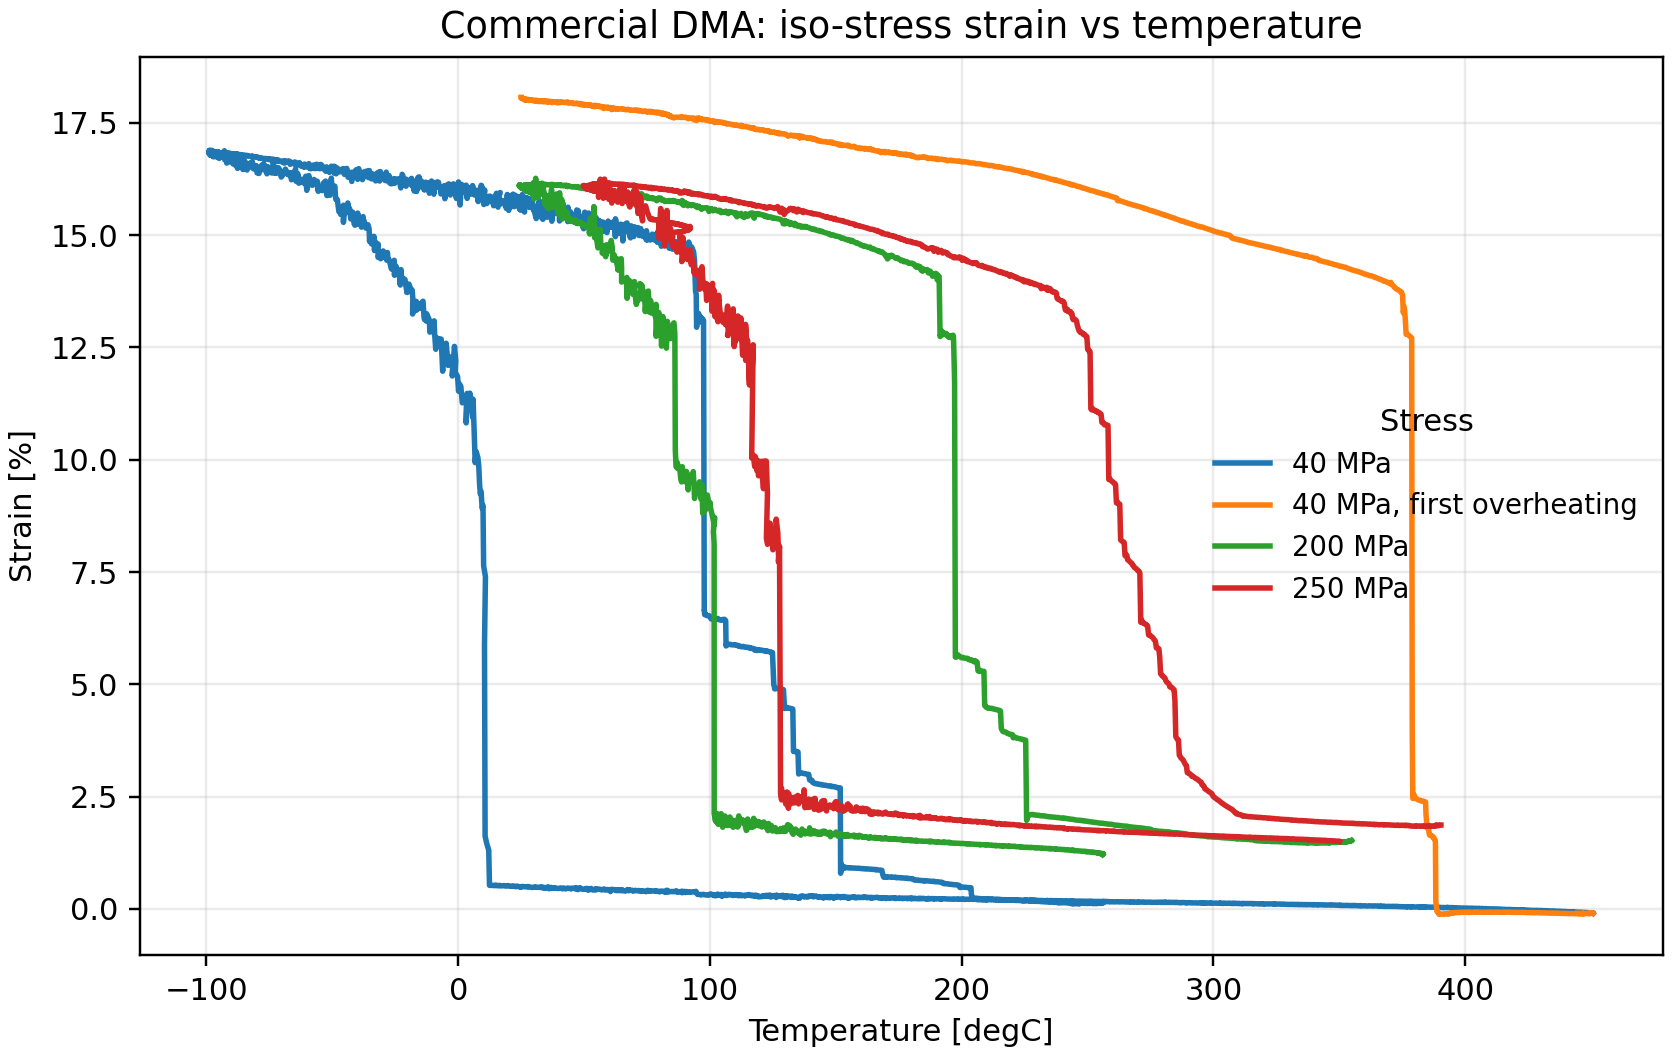 Commercial DMA: iso-stress strain vs temperature
Strain [%]
17.5
15.0
12.5
10.0
7.5
5.0
2.5
0.0
Stress
40 MPa
40 MPa, first overheating
200 MPa
250 MPa
−100
0
100
200
300
400
Temperature [degC]